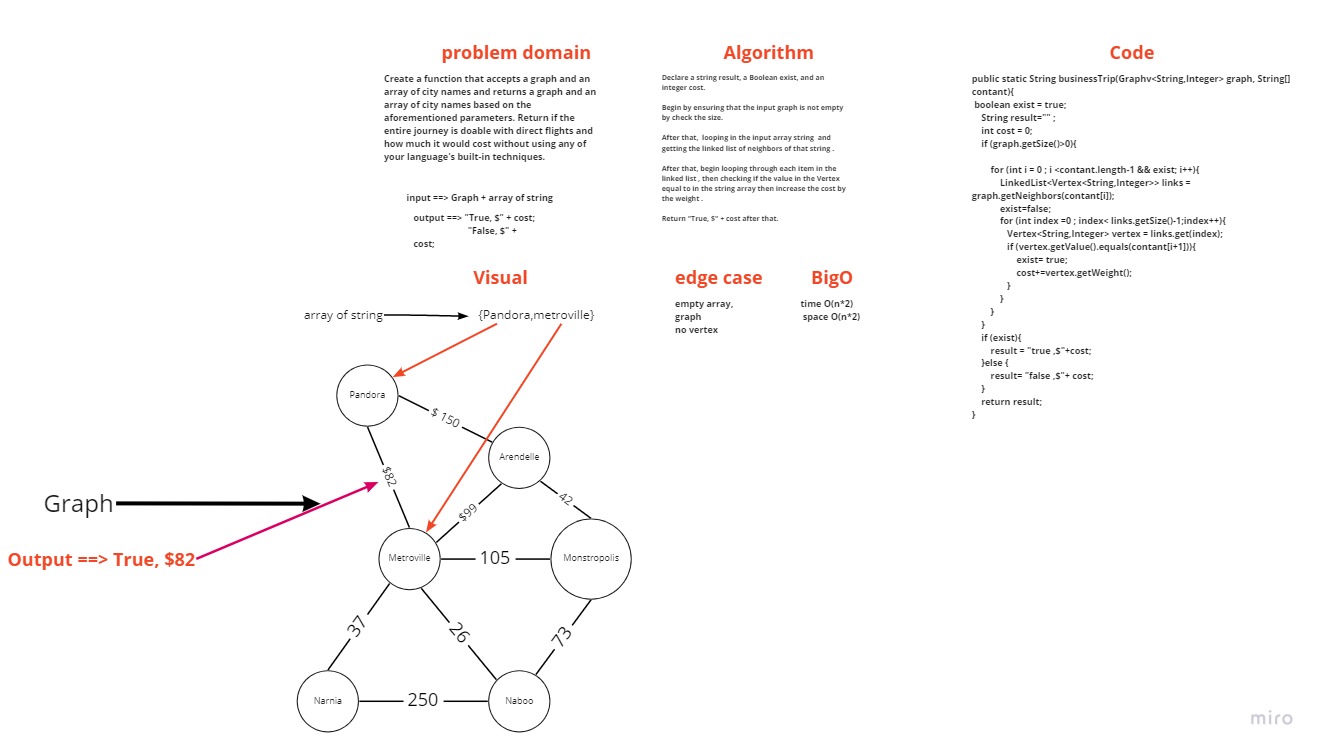 problem domain
Create a function that accepts a graph and an
array of city names and returns a graph and an
array of city names based on the
aforementioned parameters. Return if the
entire journey is doable with direct flights and
how much it would cost without using any of
your language's built-in techniques.
input ==> Graph + array of string
output ==> "True, $" + cost;
"False, $" +
cost;
Algorithm
Declare a string result, a Boolean exist, and an
integer cost.
Begin by ensuring that the input graph is not empty
by check the size.
After that, looping in the input array string and
getting the linked list of neighbors of that string .
After that, begin looping through each item in the
linked list , then checking if the value in the Vertex
equal to in the string array then increase the cost by
the weight .
Return "True, $" + cost after that.
Code
public static String businessTrip(Graphv<String,Integer> graph, String[]
contant){
boolean exist = true;
String result="" ;
int cost = 0;
if (graph.getSize()>0){
for (int i = 0 ; i <contant.length-1 && exist; i++){
LinkedList<Vertex<String,Integer>> links =
graph.getNeighbors(contant[i]);
exist=false;
for (int index =0 ; index< links.getSize()-1;index++){
Vertex<String,Integer> vertex = links.get(index);
if (vertex.getValue().equals(contant[i+1])){
exist= true;
cost+=vertex.getWeight();
}
}
}
}
if (exist){
result = "true ,$"+cost;
}else {
result= "false ,$"+ cost;
}
return result;
}
Visual
array of string
{Pandora,metroville}
edge case
empty array,
graph
no vertex
BigO
time O(n*2)
space O(n*2)
Pandora
$ 150
Arendelle
$82
$99
42
Graph
Output ==> True, $82
Metroville
105
Monstropolis
37
26
73
Narnia
250
Naboo
miro